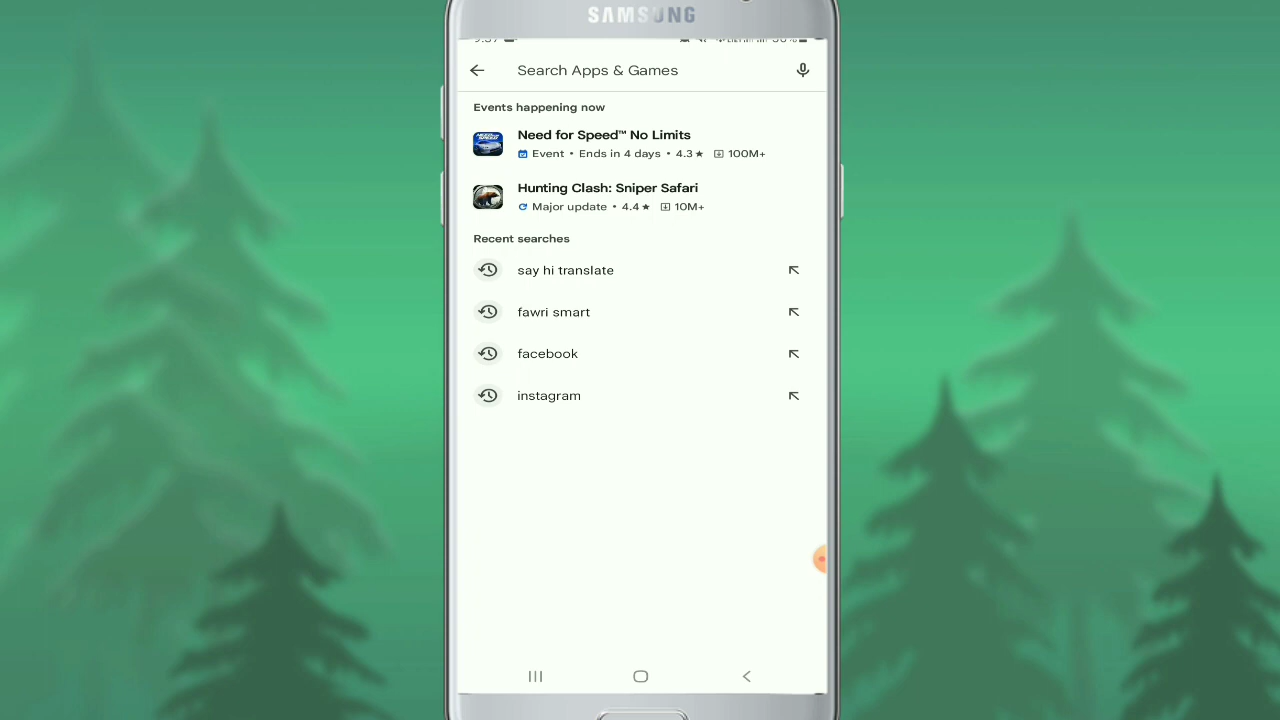 SAMSUNG
Search Apps & Games
Events happening now
Need for Speed™ No Limits
Event • Ends in 4 days • 4.3★ 100M+
Hunting Clash: Sniper Safari
Major update • 4.4★ 10M+
Recent searches
say hi translate
fawri smart
facebook
instagram